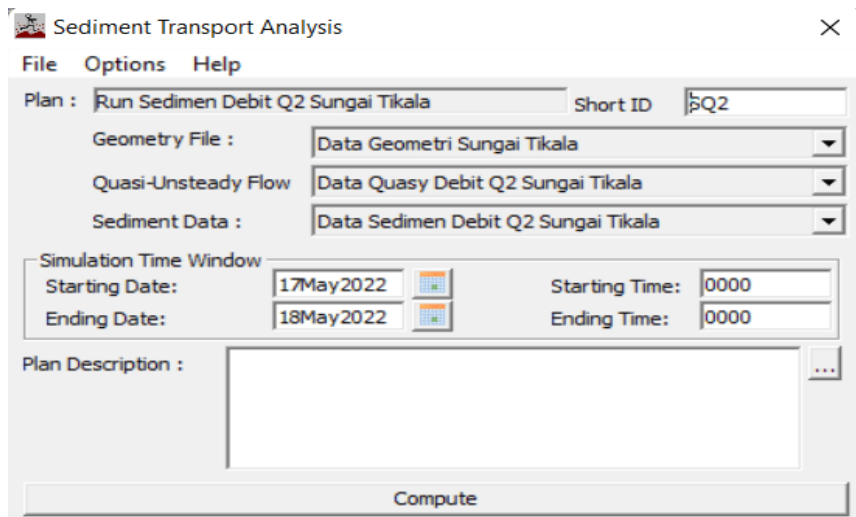 Sediment Transport Analysis
File Options Help
Plan : Run Sedimen Debit Q2 Sungai Tikala Short ID SQ2
Geometry File : Data Geometri Sungai Tikala
Quasi-Unsteady Flow Data Quasy Debit Q2 Sungai Tikala
Sediment Data : Data Sedimen Debit Q2 Sungai Tikala
Simulation Time Window
Starting Date: 17May2022 Starting Time: 0000
Ending Date: 18May2022 Ending Time: 0000
Plan Description : ...
Compute